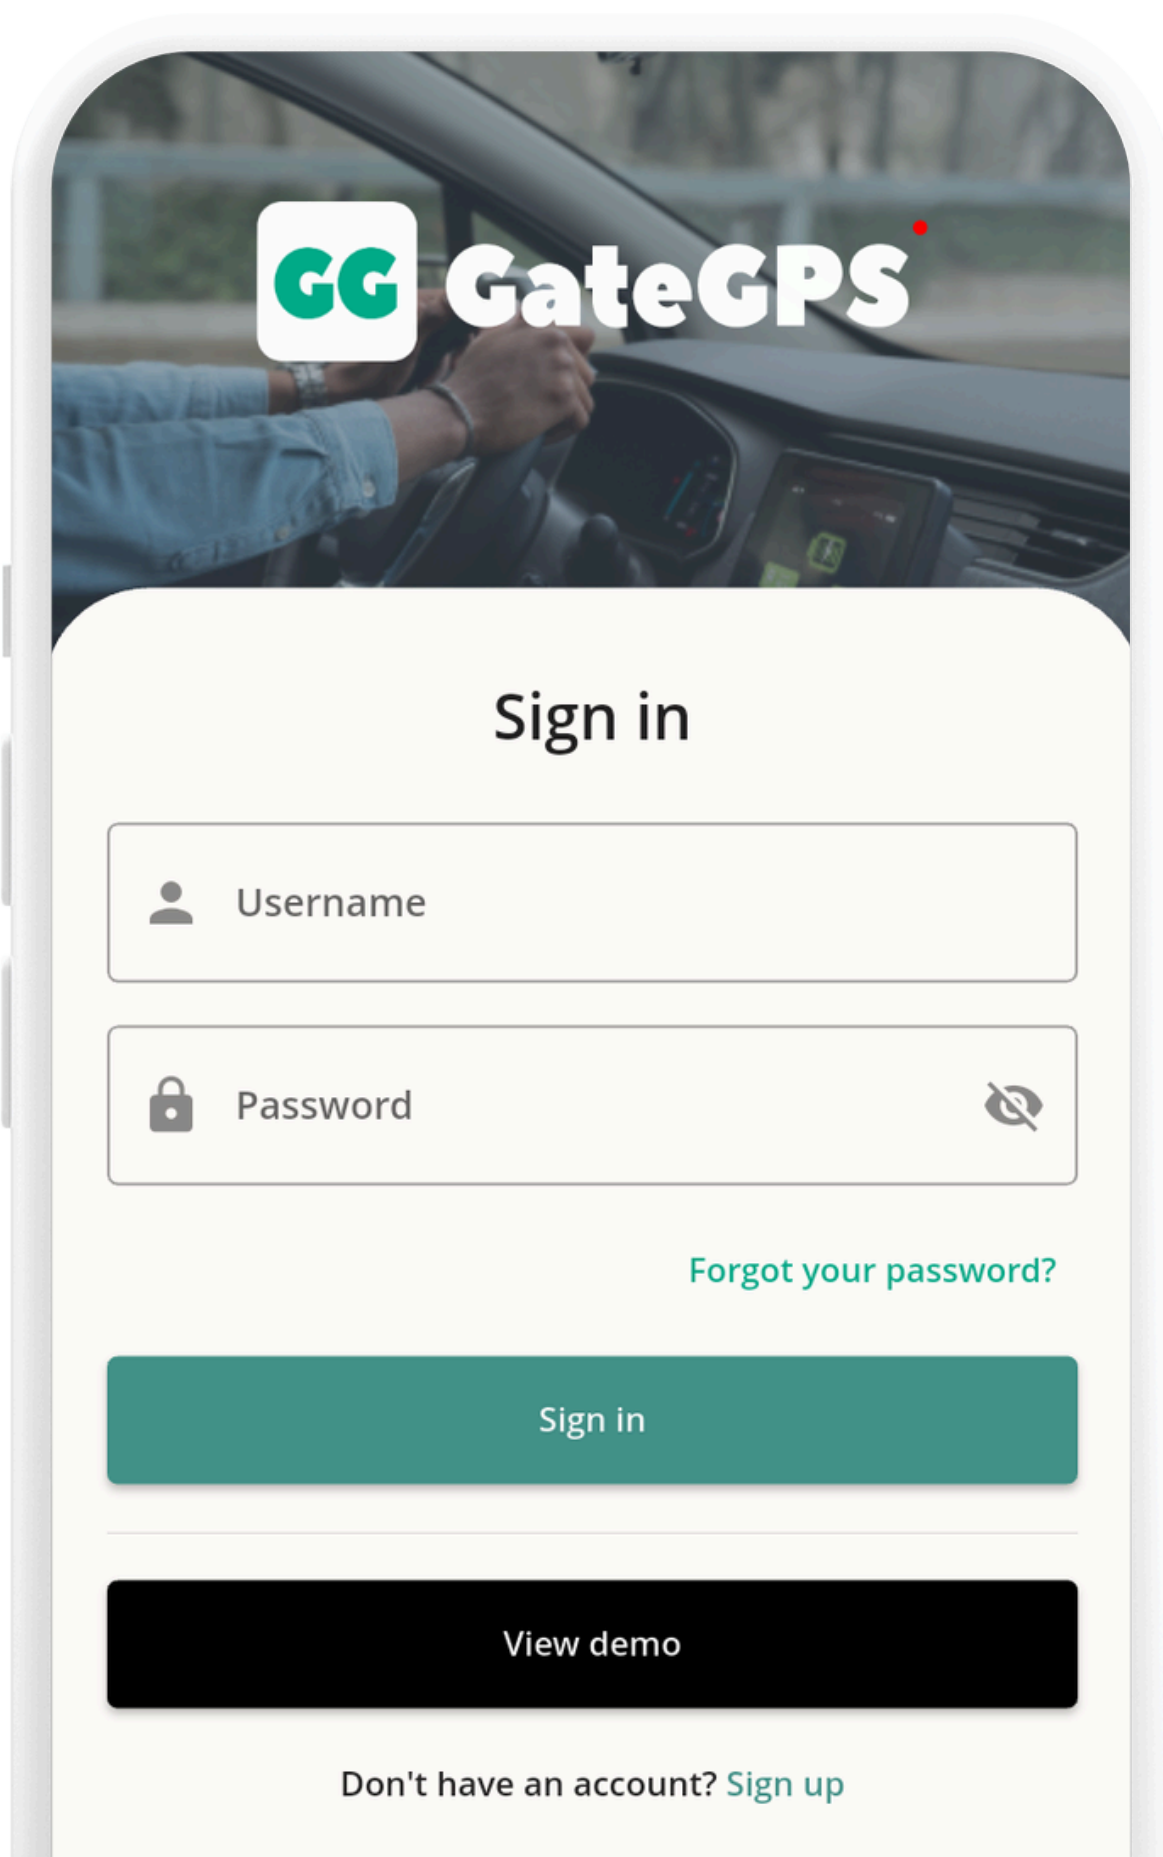 GG GateGPS
Sign in
Username
Password
Forgot your password?
Sign in
View demo
Don't have an account? Sign up